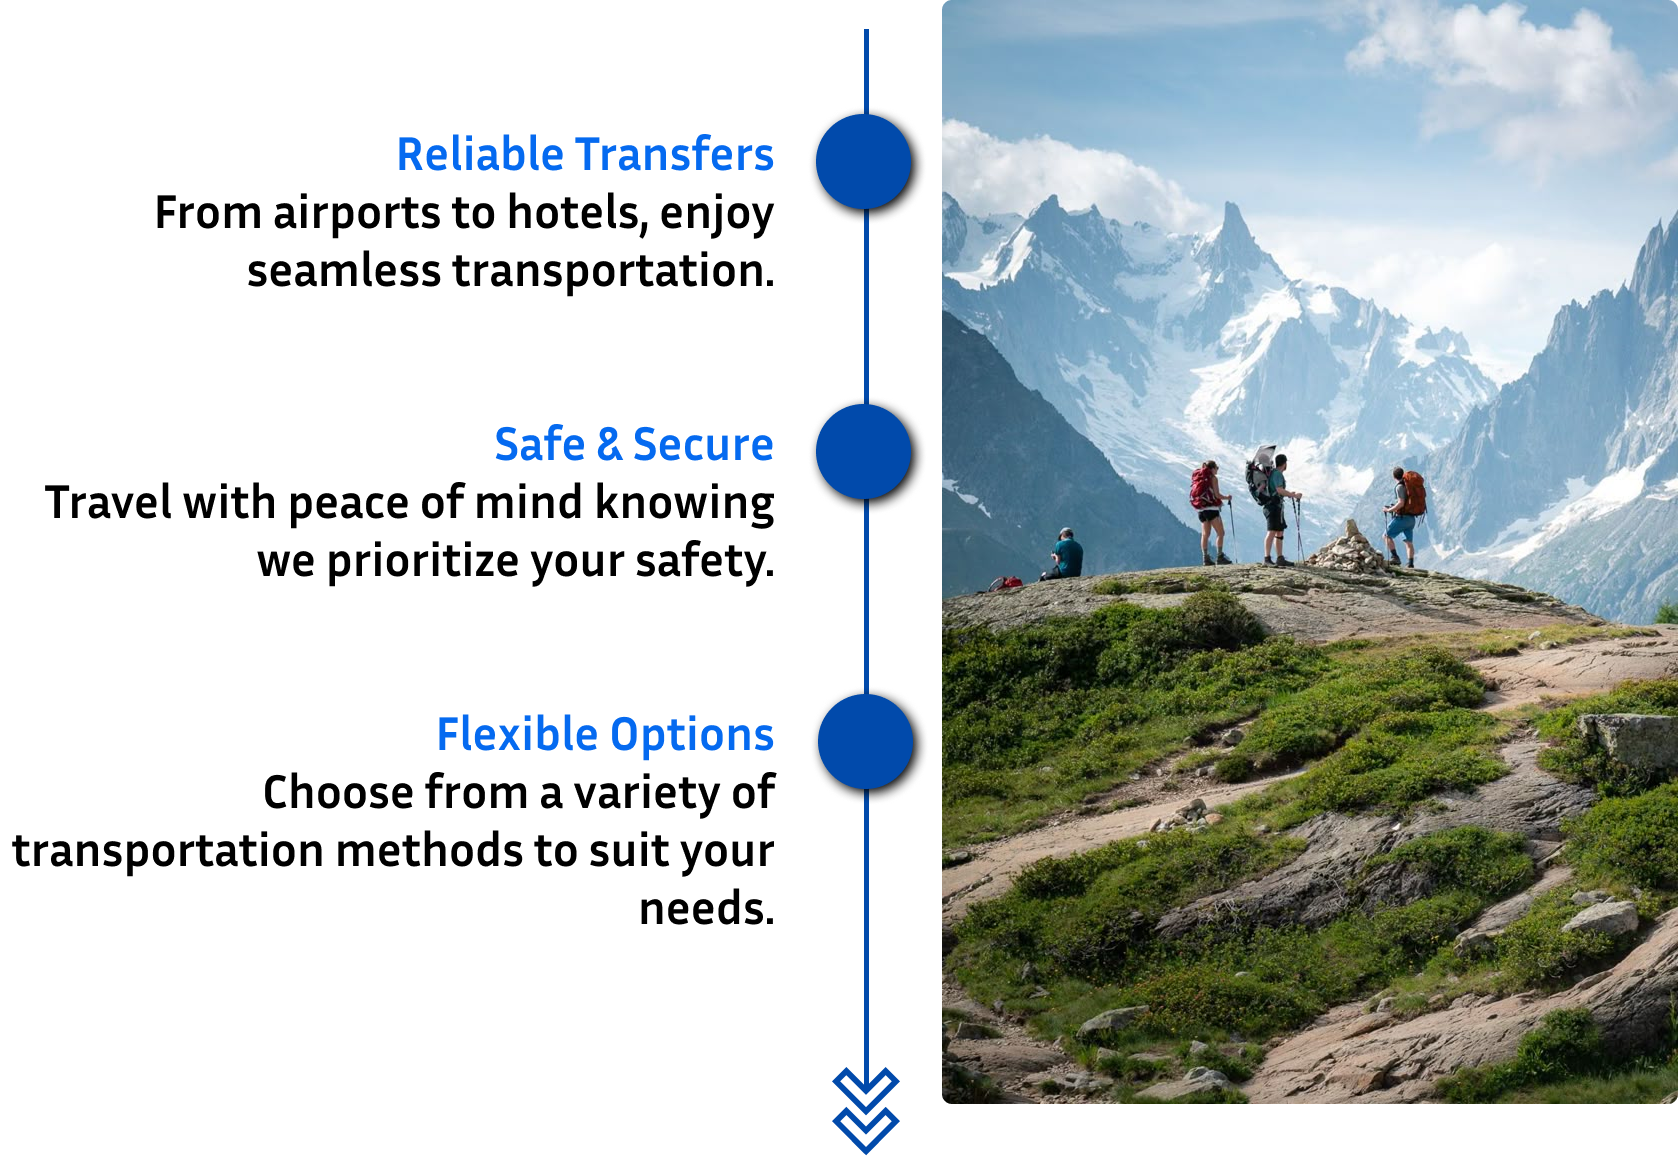 Reliable Transfers
From airports to hotels, enjoy
seamless transportation.
Safe & Secure
Travel with peace of mind knowing
we prioritize your safety.
Flexible Options
Choose from a variety of
transportation methods to suit your
needs.